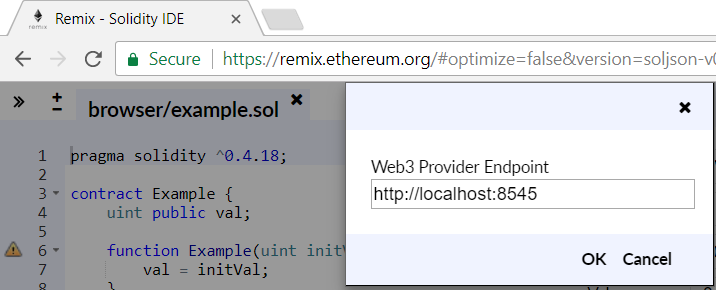 remix
Remix - Solidity IDE
Secure
https://remix.ethereum.org/#optimize=false&version=soljson-v0
browser/example.sol
Web3 Provider Endpoint
http://localhost:8545
OK Cancel
1 pragma solidity ^0.4.18;
2
3 contract Example {
4 uint public val;
5
6 function Example(uint initV
7 val = initVal;
8 }